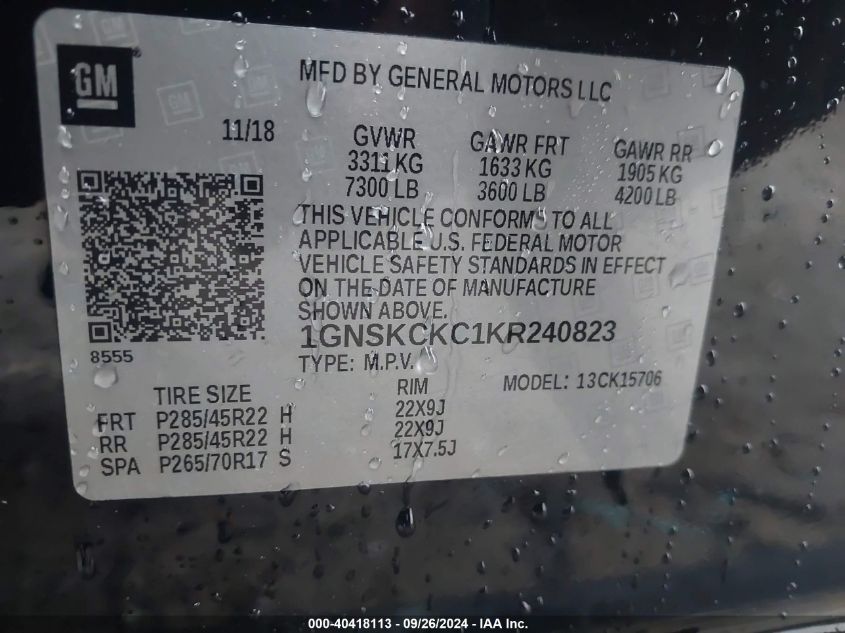 GM
MFD BY GENERAL MOTORS LLC
11/18
GVWR GAWR FRT GAWR RR
3311 KG 1633 KG 1905 KG
7300 LB 3600 LB 4200 LB
THIS VEHICLE CONFORMS TO ALL
APPLICABLE U.S. FEDERAL MOTOR
VEHICLE SAFETY STANDARDS IN EFFECT
ON THE DATE OF MANUFACTURE
SHOWN ABOVE.
1GNSKCKC1KR240823
8555
TYPE: M.P.V.
MODEL: 13CK15706
TIRE SIZE RIM
FRT P285/45R22 H 22X9J
RR P285/45R22 H 22X9J
SPA P265/70R17 S 17X7.5J
000-40418113 - 09/26/2024 - IAA Inc.